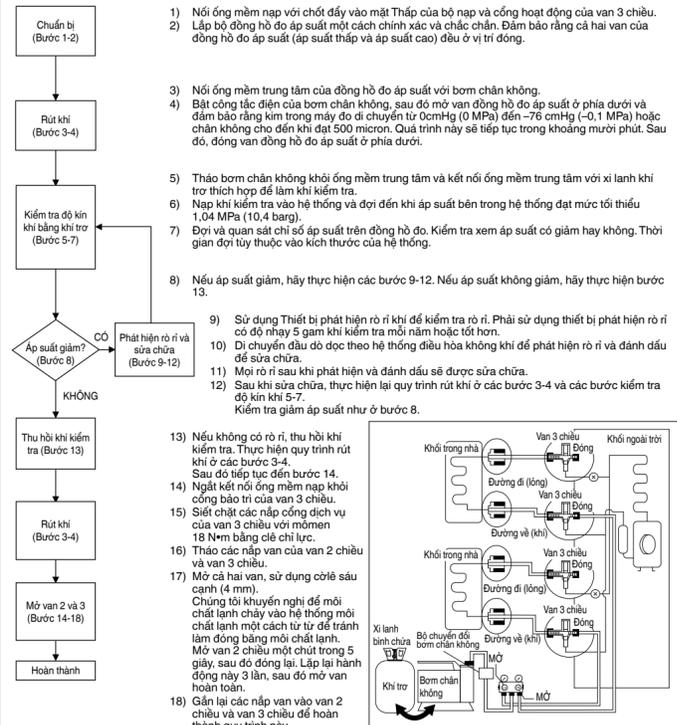 Chuẩn bị
(Bước 1-2)
Rút khí
(Bước 3-4)
Kiểm tra độ kín
khí bằng khí trơ
(Bước 5-7)
Áp suất giảm?
(Bước 8)
CÓ
Phát hiện rò rỉ và
sửa chữa
(Bước 9-12)
KHÔNG
Thu hồi khí kiểm
tra (Bước 13)
Rút khí
(Bước 3-4)
Mở van 2 và 3
(Bước 14-18)
Hoàn thành
1) Nối ống mềm nạp với chốt đẩy vào mặt Thấp của bộ nạp và cổng hoạt động của van 3 chiều.
2) Lắp bộ đồng hồ đo áp suất một cách chính xác và chắc chắn. Đảm bảo rằng cả hai van của
đồng hồ đo áp suất (áp suất thấp và áp suất cao) đều ở vị trí đóng.
3) Nối ống mềm trung tâm của đồng hồ đo áp suất với bơm chân không.
4) Bật công tắc điện của bơm chân không, sau đó mở van đồng hồ đo áp suất ở phía dưới và
đảm bảo rằng kim trong máy đo di chuyển từ 0cmHg (0 MPa) đến –76 cmHg (–0,1 MPa) hoặc
chân không cho đến khi đạt 500 micron. Quá trình này sẽ tiếp tục trong khoảng mười phút. Sau
đó, đóng van đồng hồ đo áp suất ở phía dưới.
5) Tháo bơm chân không khỏi ống mềm trung tâm và kết nối ống mềm trung tâm với xi lanh khí
trơ thích hợp để làm khí kiểm tra.
6) Nạp khí kiểm tra vào hệ thống và đợi đến khi áp suất bên trong hệ thống đạt mức tối thiểu
1,04 MPa (10,4 barg).
7) Đợi và quan sát chỉ số áp suất trên đồng hồ đo. Kiểm tra xem áp suất có giảm hay không. Thời
gian đợi tùy thuộc vào kích thước của hệ thống.
8) Nếu áp suất giảm, hãy thực hiện các bước 9-12. Nếu áp suất không giảm, hãy thực hiện bước
13.
9) Sử dụng Thiết bị phát hiện rò rỉ khí để kiểm tra rò rỉ. Phải sử dụng thiết bị phát hiện rò rỉ
có độ nhạy 5 gam khí kiểm tra mỗi năm hoặc tốt hơn.
10) Di chuyển đầu dò dọc theo hệ thống điều hòa không khí để phát hiện rò rỉ và đánh dấu
để sửa chữa.
11) Mọi rò rỉ sau khi phát hiện và đánh dấu sẽ được sửa chữa.
12) Sau khi sửa chữa, thực hiện lại quy trình rút khí ở các bước 3-4 và các bước kiểm tra
độ kín khí 5-7.
Kiểm tra giảm áp suất như ở bước 8.
13) Nếu không có rò rỉ, thu hồi khí
kiểm tra. Thực hiện quy trình rút
khí ở các bước 3-4.
Sau đó tiếp tục đến bước 14.
14) Ngắt kết nối ống mềm nạp khỏi
cổng bảo trì của van 3 chiều.
15) Siết chặt các nắp cổng dịch vụ
của van 3 chiều với mômen
18 N•m bằng clê chỉ lực.
16) Tháo các nắp van của van 2 chiều
và van 3 chiều.
17) Mở cả hai van, sử dụng cờlê sáu
cạnh (4 mm).
Chúng tôi khuyến nghị để môi
chất lạnh chảy vào hệ thống môi
chất lạnh một cách từ từ để tránh
làm đóng băng môi chất lạnh.
Mở van 2 chiều một chút trong 5
giây, sau đó đóng lại. Lặp lại hành
động này 3 lần, sau đó mở van
hoàn toàn.
18) Gắn lại các nắp van vào van 2
chiều và van 3 chiều để hoàn
thành quy trình này.
Khối trong nhà
Van 3 chiều
Đóng
Khối ngoài trời
Đường đi (lỏng)
Van 3 chiều
Đóng
Đường về (khí)
Khối trong nhà
Van 3 chiều
Đóng
Đường đi (lỏng)
Van 3 chiều
Đóng
Đường về (khí)
Xi lanh
bình chứa
Bộ chuyển đổi
bơm chân không
MỞ
Khí trơ
Bơm chân
không
MỞ